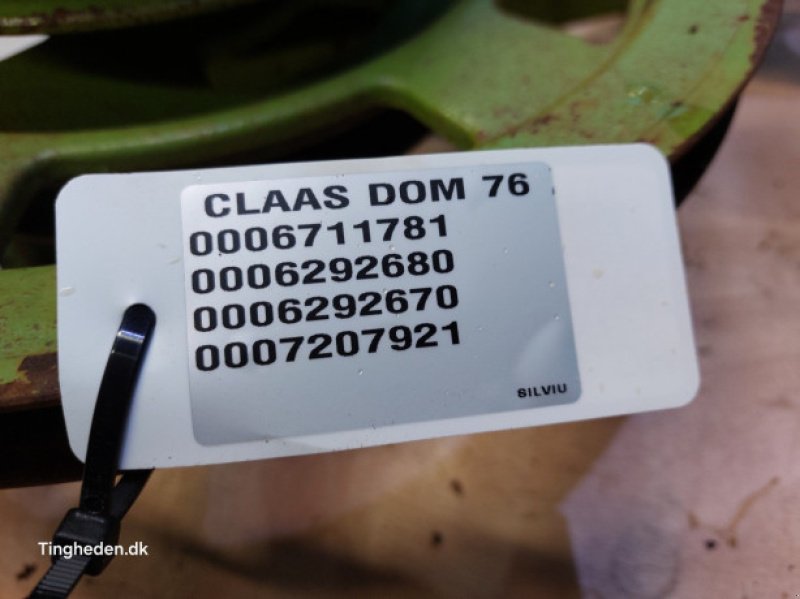 CLAAS DOM 76
0006711781
0006292680
0006292670
0007207921
SILVIU
Tingheden.dk